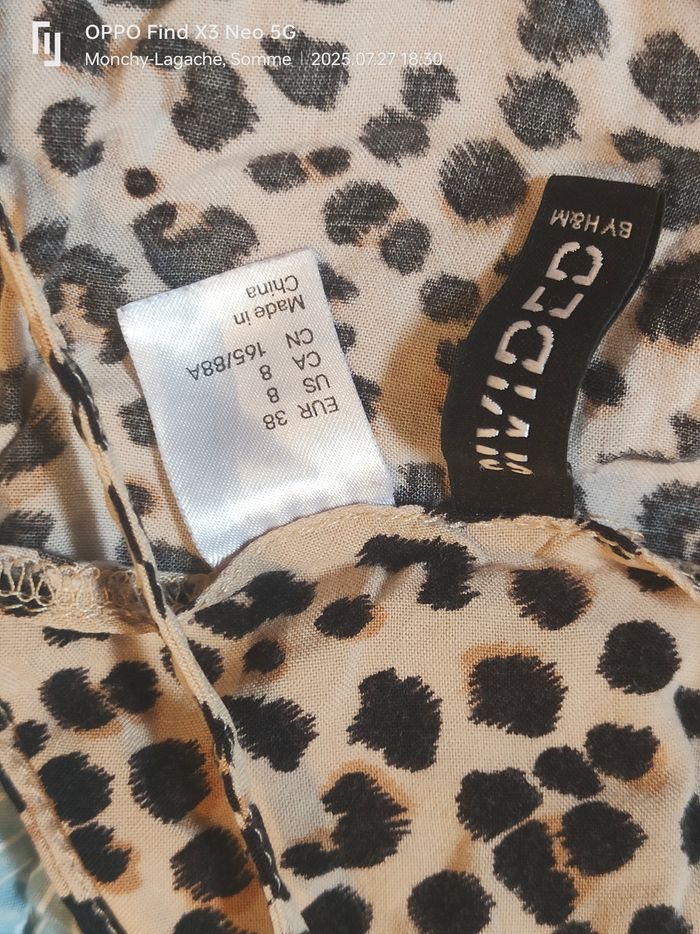 OPPO Find X3 Neo 5G
Monchy-Lagache, Somme | 2025.07.27 18:30
EUR 38
US 8
CA 8
CN 165/88A
Made in
China
DIVIDED
BY H&M